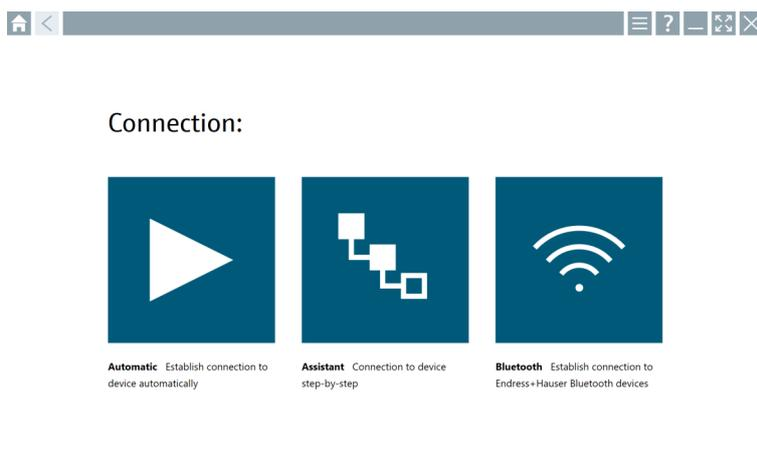 ?
Connection:
Automatic Establish connection to
device automatically
Assistant Connection to device
step-by-step
Bluetooth Establish connection to
Endress+Hauser Bluetooth devices